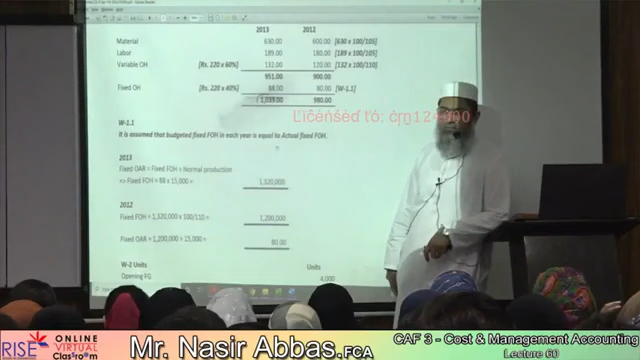 2013 2012
Material 630.00 600.00 [630 x 100/105]
Labor 189.00 180.00 [189 x 100/105]
Variable OH [Rs. 220 x 60%] 132.00 120.00 [132 x 100/110]
951.00 900.00
Fixed OH [Rs. 220 x 40%] 88.00 80.00 [W-1.1]
1,039.00 980.00
Licensed to: crn124000
W-1.1
It is assumed that budgeted fixed FOH in each year is equal to Actual fixed FOH.
2013
Fixed OAR = Fixed FOH ÷ Normal production
=> Fixed FOH = 88 x 15,000 = 1,320,000
2012
Fixed FOH = 1,320,000 x 100/110 = 1,200,000
Fixed OAR = 1,200,000 ÷ 15,000 = 80.00
W-2 Units Units
Opening FG 4,000
RISE ONLINE VIRTUAL Classroom
Mr. Nasir Abbas.FCA
CAF 3 - Cost & Management Accounting
Lecture 60